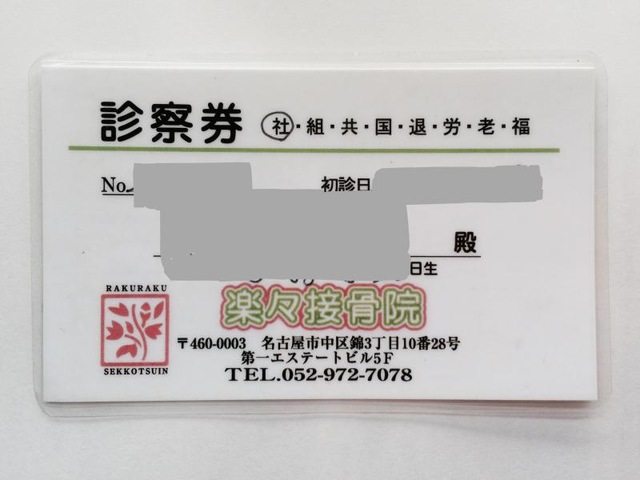 診察券 社・組・共・国・退・労・老・福
No. 初診日
殿
日生
RAKURAKU
SEKKOTSUIN
楽々接骨院
〒460-0003 名古屋市中区錦3丁目10番28号
第一エステートビル5F
TEL.052-972-7078